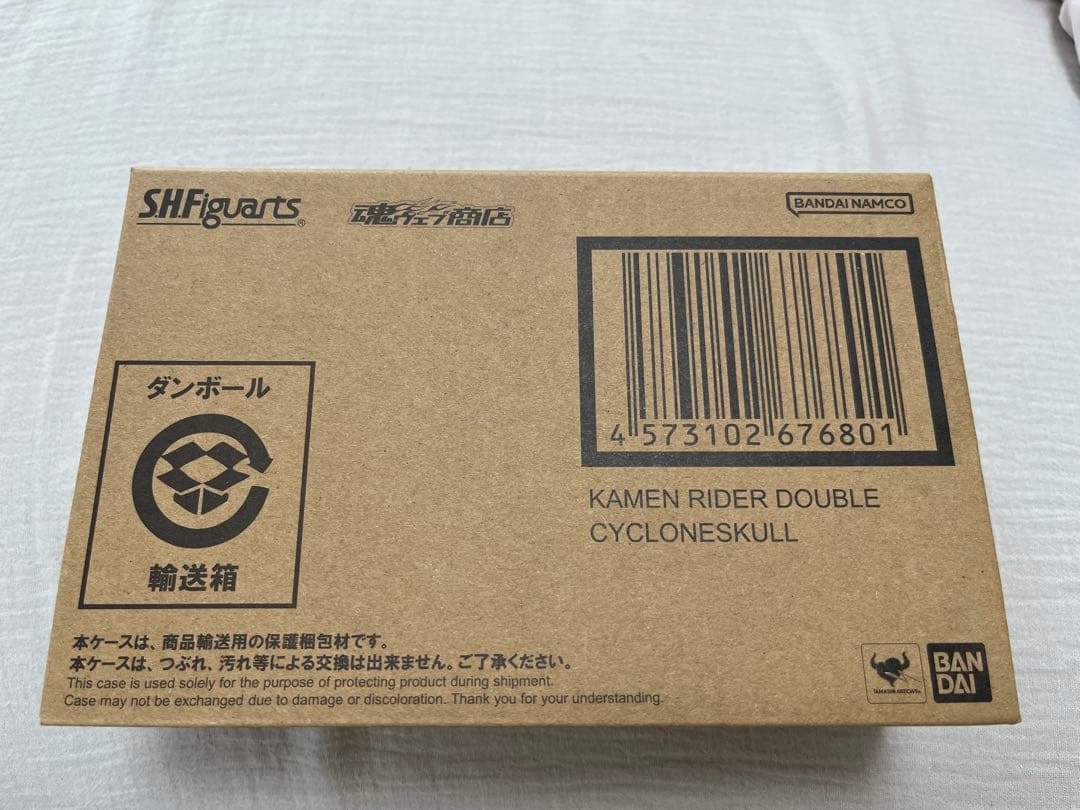 S.H.Figuarts®
魂ウェブ商店
BANDAI NAMCO
4 573102 676801
KAMEN RIDER DOUBLE
CYCLONESKULL
ダンボール
輸送箱
本ケースは、商品輸送用の保護梱包材です。
本ケースは、つぶれ、汚れ等による交換は出来ません。ご了承ください。
This case is used solely for the purpose of protecting product during shipment.
Case may not be exchanged due to damage or discoloration. Thank you for your understanding.
TAMASHII NATIONS
BAN
DAI